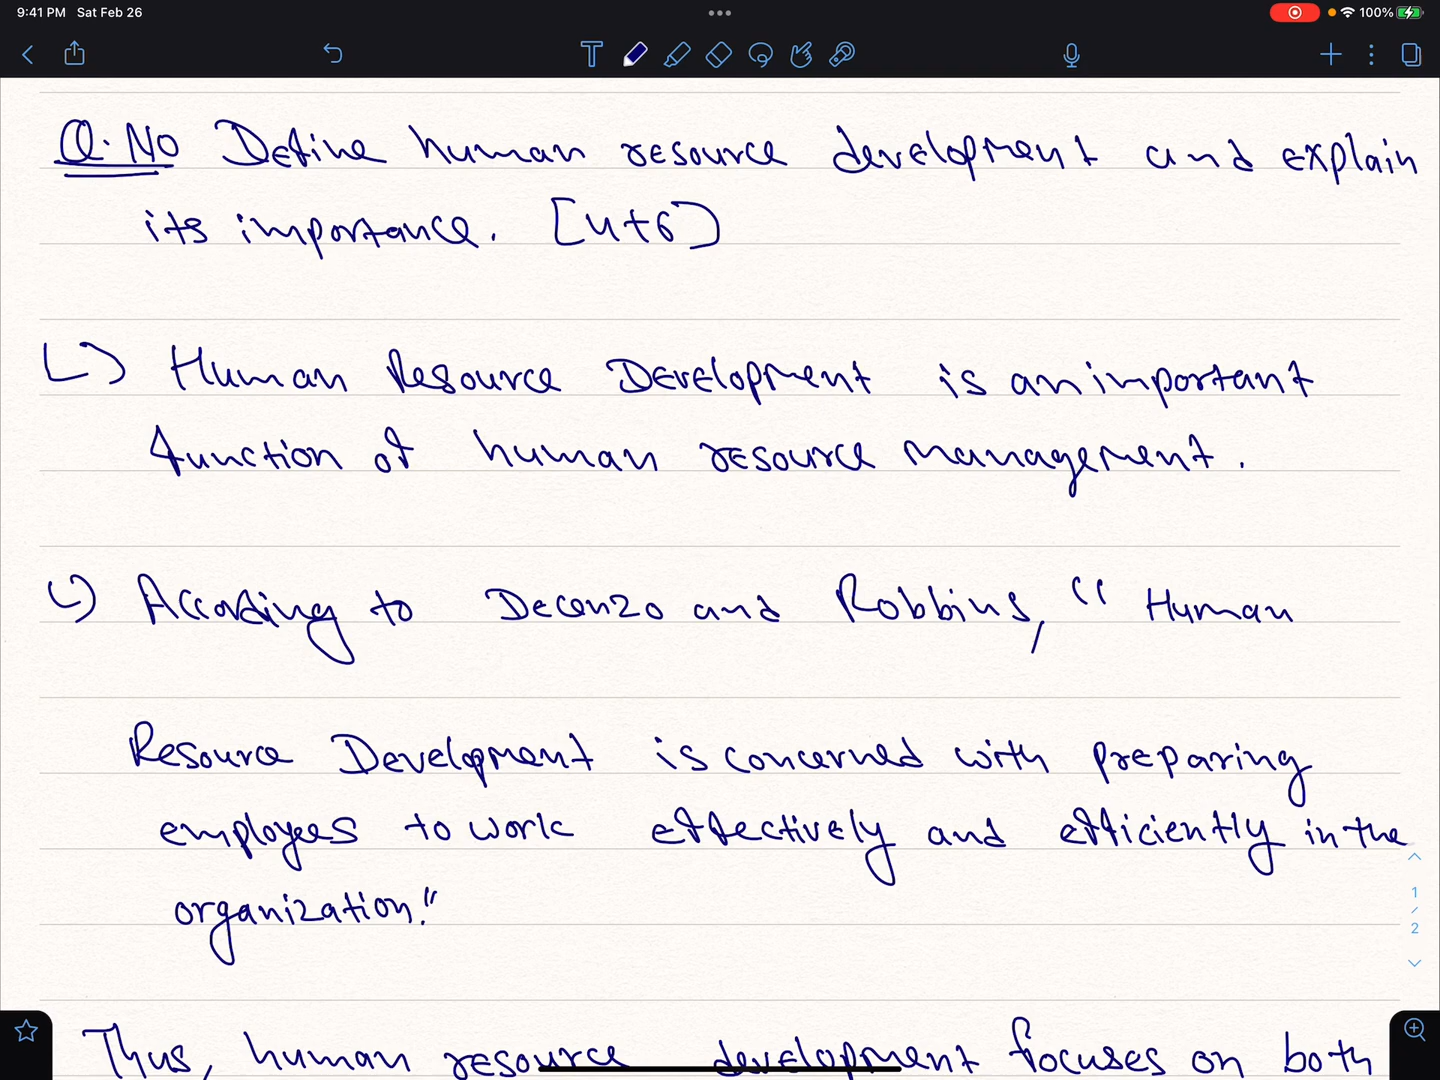 9:41 PM Sat Feb 26
100%
T
Q.No Define human resource development and explain
its importance. [4+6]
Human Resource Development is an important
function of human resource management.
According to Decenzo and Robbins, "Human
Resource Development is concerned with preparing
employees to work effectively and efficiently in the
organization."
1
/
2
Thus, human resource development focuses on both